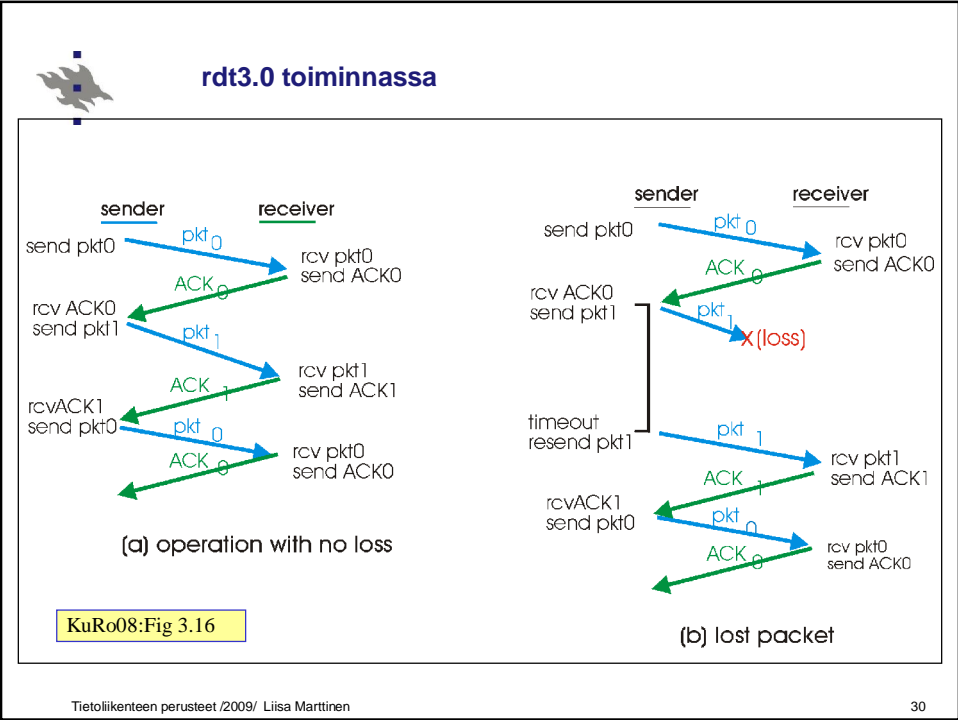 rdt3.0 toiminnassa
sender receiver
send pkt0
pkt 0
rcv pkt0
send ACK0
ACK 0
rcv ACK0
send pkt1
pkt 1
rcv pkt1
send ACK1
ACK 1
rcvACK1
send pkt0
pkt 0
rcv pkt0
send ACK0
ACK 0
(a) operation with no loss
sender receiver
send pkt0
pkt 0
rcv pkt0
send ACK0
ACK 0
rcv ACK0
send pkt1
pkt 1
X (loss)
timeout
resend pkt1
pkt 1
rcv pkt1
send ACK1
ACK 1
rcvACK1
send pkt0
pkt 0
rcv pkt0
send ACK0
ACK 0
(b) lost packet
KuRo08:Fig 3.16
Tietoliikenteen perusteet /2009/ Liisa Marttinen 30